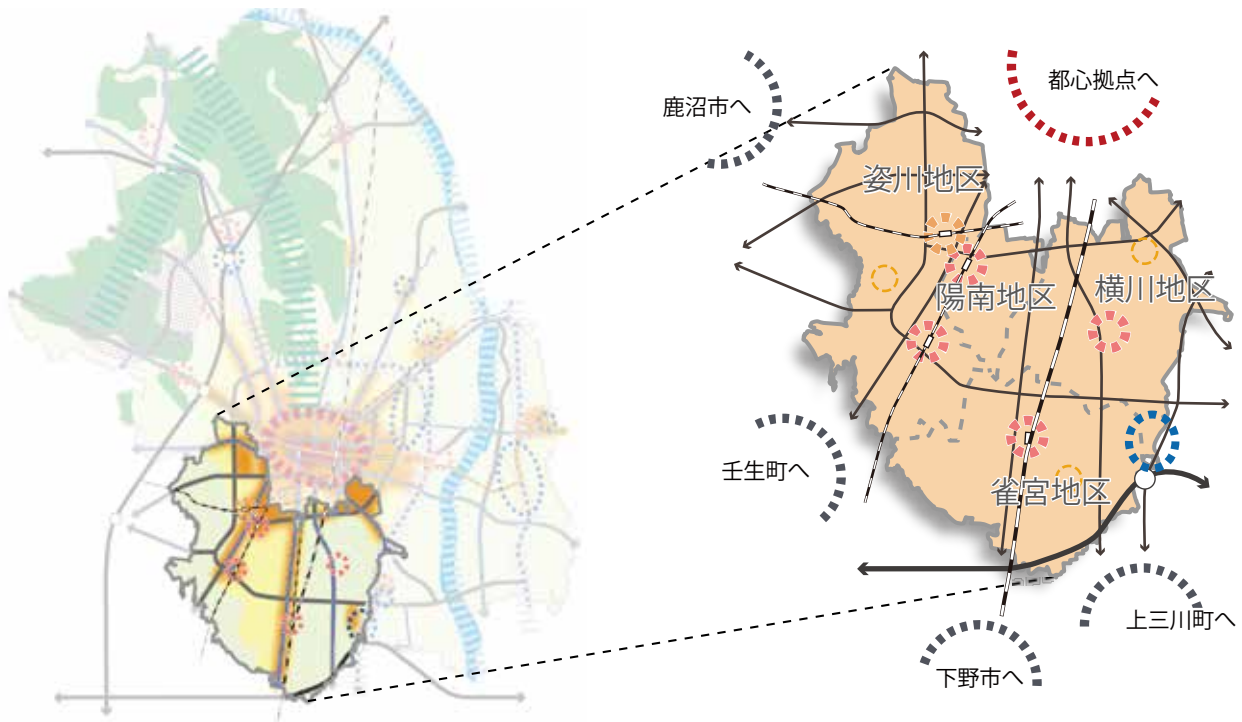 鹿沼市へ
都心拠点へ
姿川地区
陽南地区
横川地区
壬生町へ
雀宮地区
上三川町へ
下野市へ